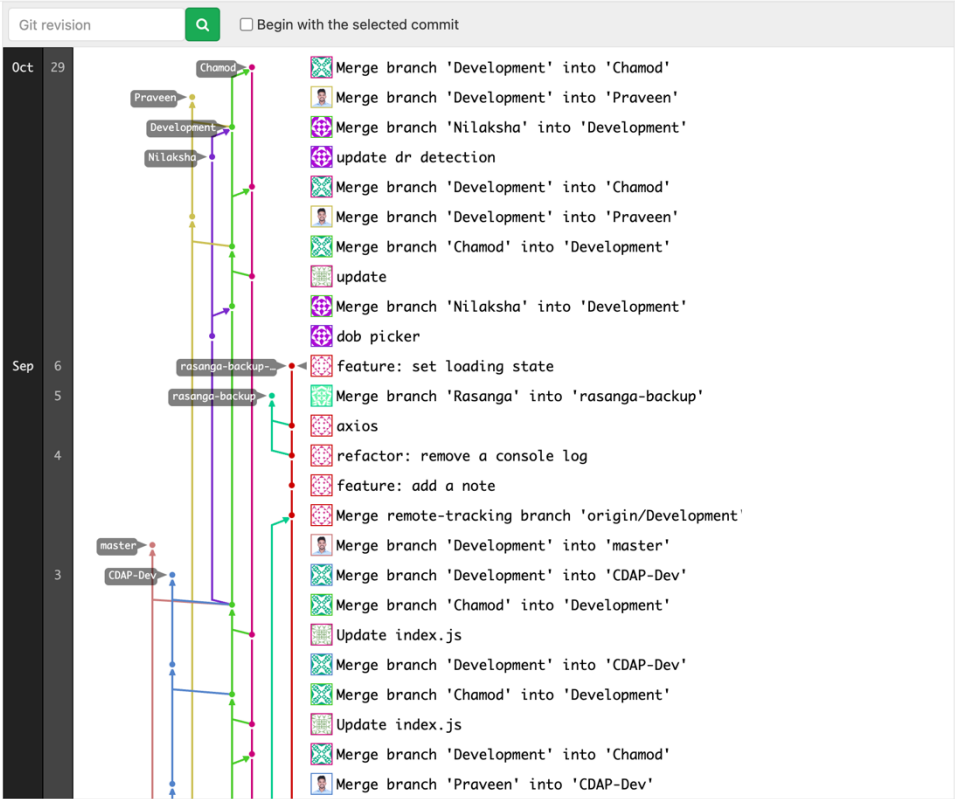 Git revision
Begin with the selected commit
Oct 29 Chamod Merge branch 'Development' into 'Chamod'
Praveen Merge branch 'Development' into 'Praveen'
Development Merge branch 'Nilaksha' into 'Development'
Nilaksha update dr detection
Merge branch 'Development' into 'Chamod'
Merge branch 'Development' into 'Praveen'
Merge branch 'Chamod' into 'Development'
update
Merge branch 'Nilaksha' into 'Development'
dob picker
Sep 6 rasanga-backup-… feature: set loading state
5 rasanga-backup Merge branch 'Rasanga' into 'rasanga-backup'
axios
4 refactor: remove a console log
feature: add a note
Merge remote-tracking branch 'origin/Development'
master Merge branch 'Development' into 'master'
3 CDAP-Dev Merge branch 'Development' into 'CDAP-Dev'
Merge branch 'Chamod' into 'Development'
Update index.js
Merge branch 'Development' into 'CDAP-Dev'
Merge branch 'Chamod' into 'Development'
Update index.js
Merge branch 'Development' into 'Chamod'
Merge branch 'Praveen' into 'CDAP-Dev'